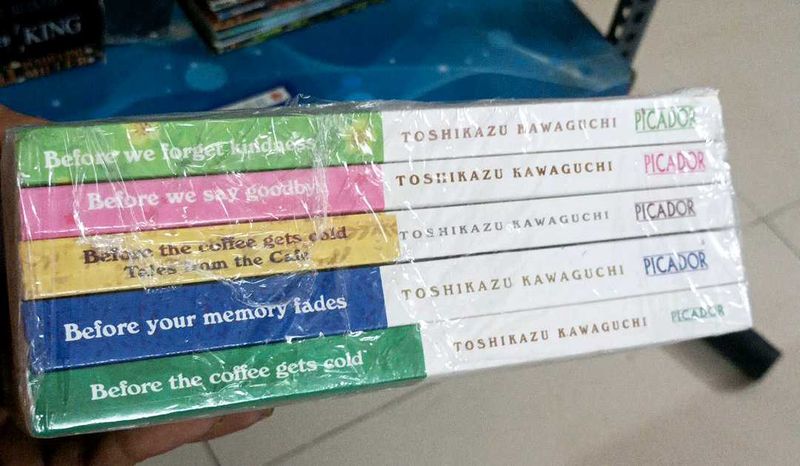 KING
Before we forget kindness TOSHIKAZU KAWAGUCHI PICADOR
Before we say goodbye TOSHIKAZU KAWAGUCHI PICADOR
Before the coffee gets cold
Tales from the Cafe TOSHIKAZU KAWAGUCHI PICADOR
Before your memory fades TOSHIKAZU KAWAGUCHI PICADOR
Before the coffee gets cold TOSHIKAZU KAWAGUCHI PICADOR